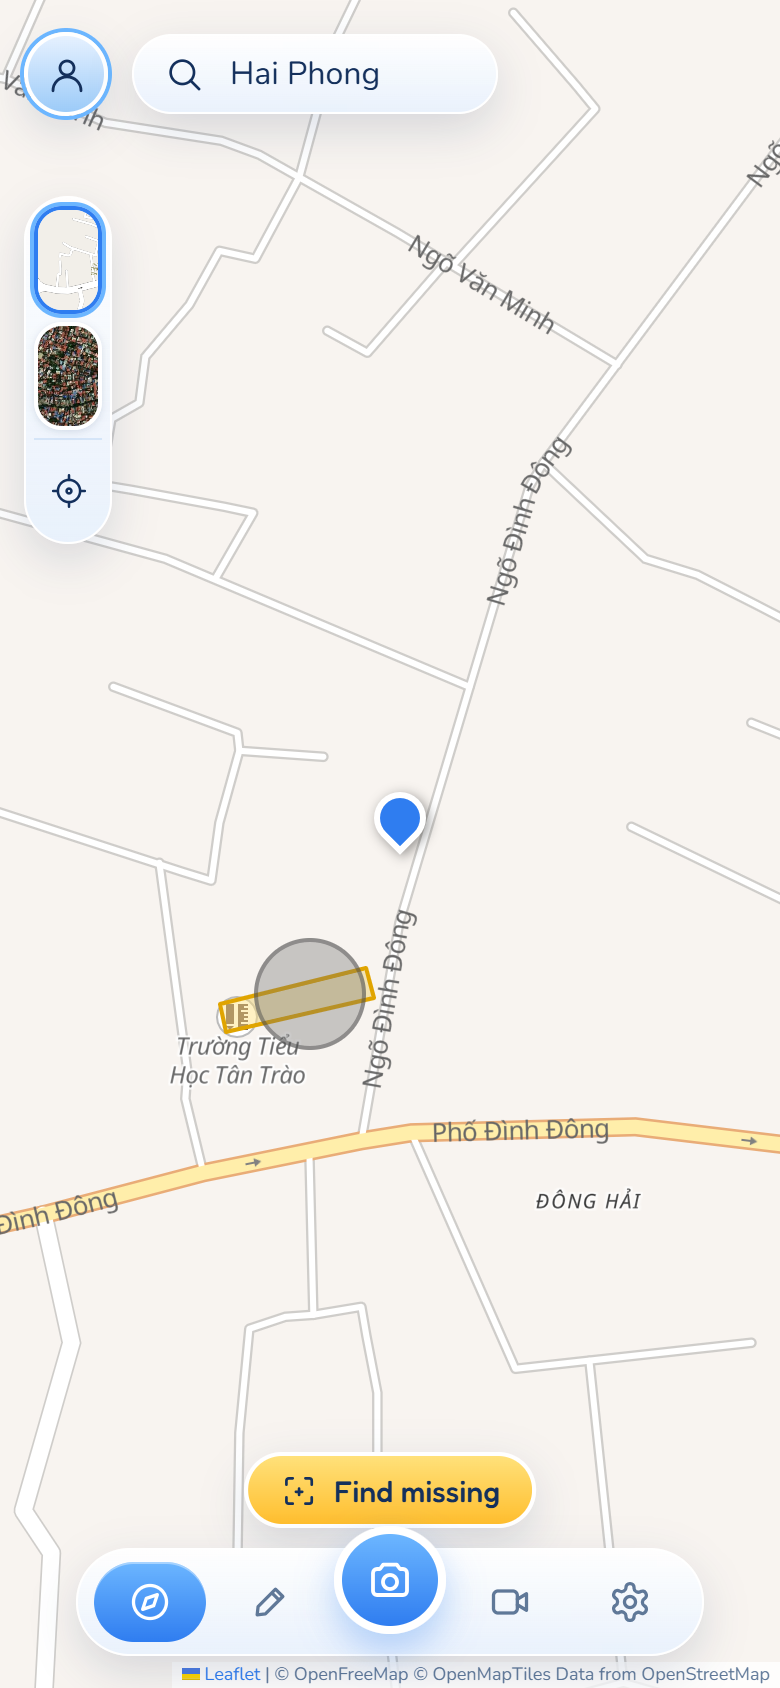 Hai Phong
Ngõ Văn Minh
Ngõ Đình Đông
Ngõ Đình Đông
Trường Tiểu
Học Tân Trào
Phố Đình Đông
Đình Đông
ĐÔNG HẢI
Find missing
Leaflet | © OpenFreeMap © OpenMapTiles Data from OpenStreetMap